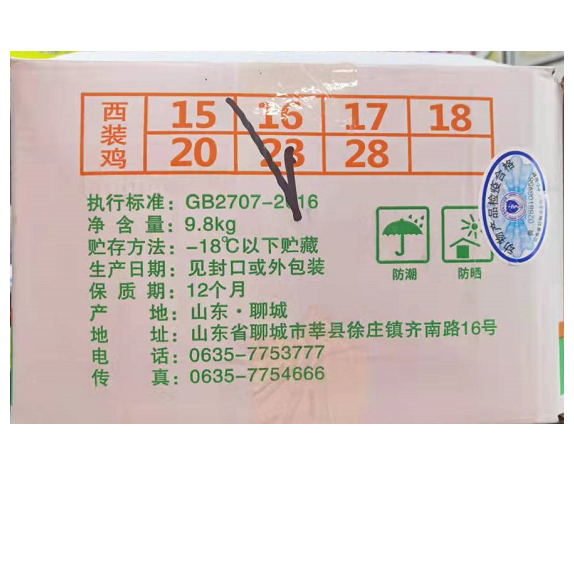 西装鸡 15 16 17 18
20 23 28
执行标准：GB2707-2016
净含量：9.8kg
贮存方法：-18℃以下贮藏
生产日期：见封口或外包装
保质期：12个月
产地：山东·聊城
地址：山东省聊城市莘县徐庄镇齐南路16号
电话：0635-7753777
传真：0635-7754666
防潮
防晒
动物产品检疫合格